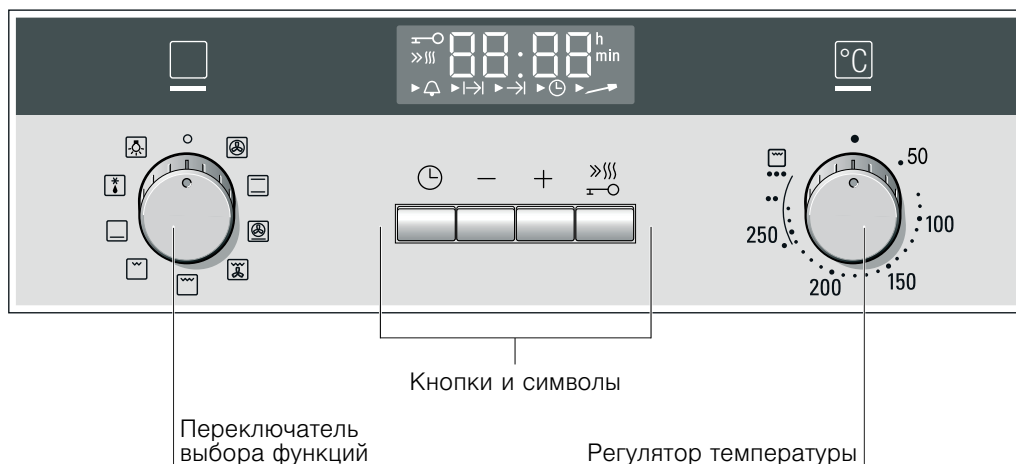 88:88 h
min
°C
50
100
150
200
250
Кнопки и символы
Переключатель
выбора функций
Регулятор температуры